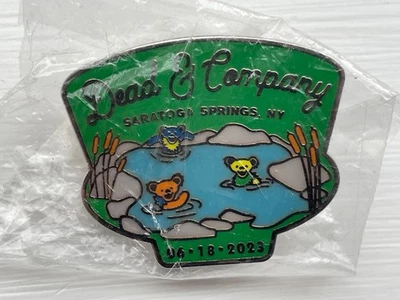 Dead & Company
SARATOGA SPRINGS, NY
06•18•2023